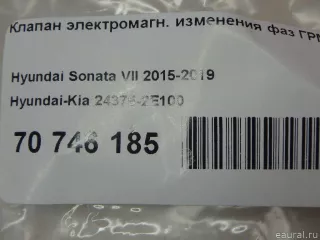 Клапан электромагн. изменения фаз ГРМ
Hyundai Sonata VII 2015-2019
Hyundai-Kia 24375-2E100
70 746 185
eaural.ru